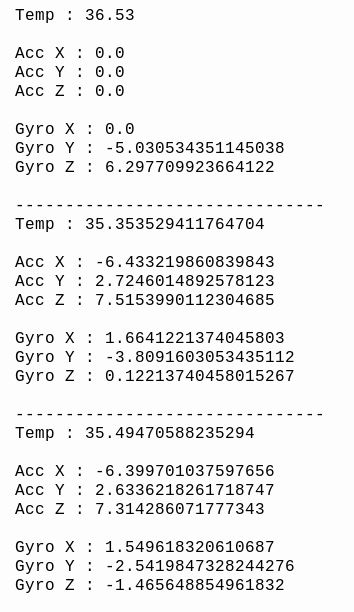 Temp : 36.53
Acc X : 0.0
Acc Y : 0.0
Acc Z : 0.0
Gyro X : 0.0
Gyro Y : -5.030534351145038
Gyro Z : 6.297709923664122
-------------------------------
Temp : 35.353529411764704
Acc X : -6.433219860839843
Acc Y : 2.7246014892578123
Acc Z : 7.5153990112304685
Gyro X : 1.6641221374045803
Gyro Y : -3.8091603053435112
Gyro Z : 0.12213740458015267
-------------------------------
Temp : 35.49470588235294
Acc X : -6.399701037597656
Acc Y : 2.6336218261718747
Acc Z : 7.314286071777343
Gyro X : 1.549618320610687
Gyro Y : -2.5419847328244276
Gyro Z : -1.465648854961832